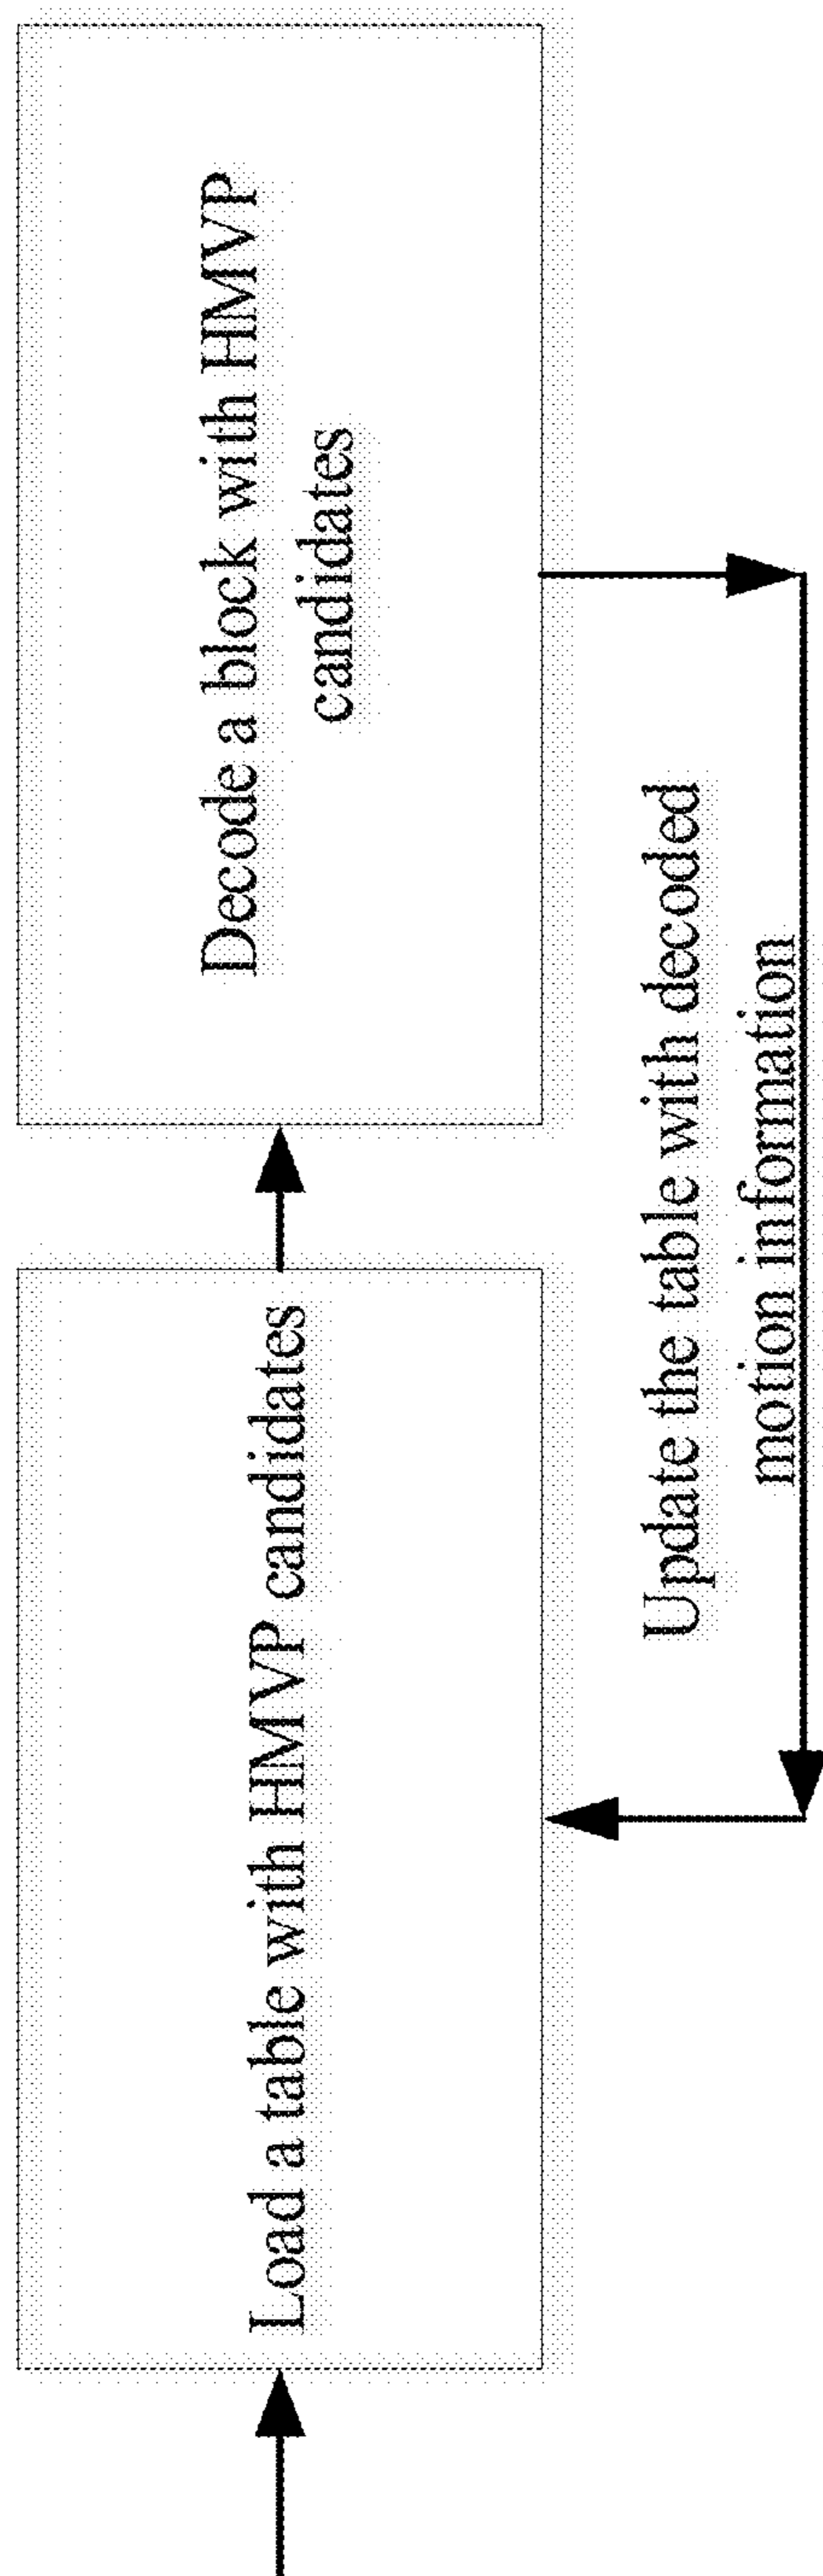 Load a table with HMVP candidates
Decode a block with HMVP
candidates
Update the table with decoded
motion information